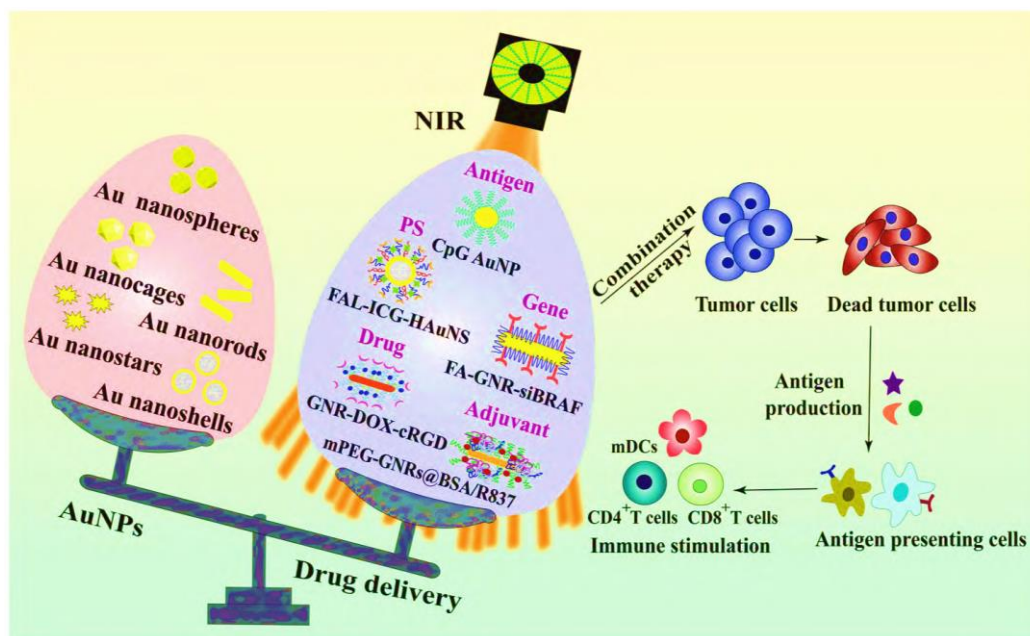 NIR
Au nanospheres
Au nanocages
Au nanorods
Au nanostars
Au nanoshells
AuNPs
Antigen
CpG AuNP
PS
FAL-ICG-HAuNS
Gene
FA-GNR-siBRAF
Drug
GNR-DOX-cRGD
Adjuvant
mPEG-GNRs@BSA/R837
Drug delivery
Combination
therapy
Tumor cells
Dead tumor cells
Antigen
production
Antigen presenting cells
mDCs
CD4⁺T cells
CD8⁺T cells
Immune stimulation